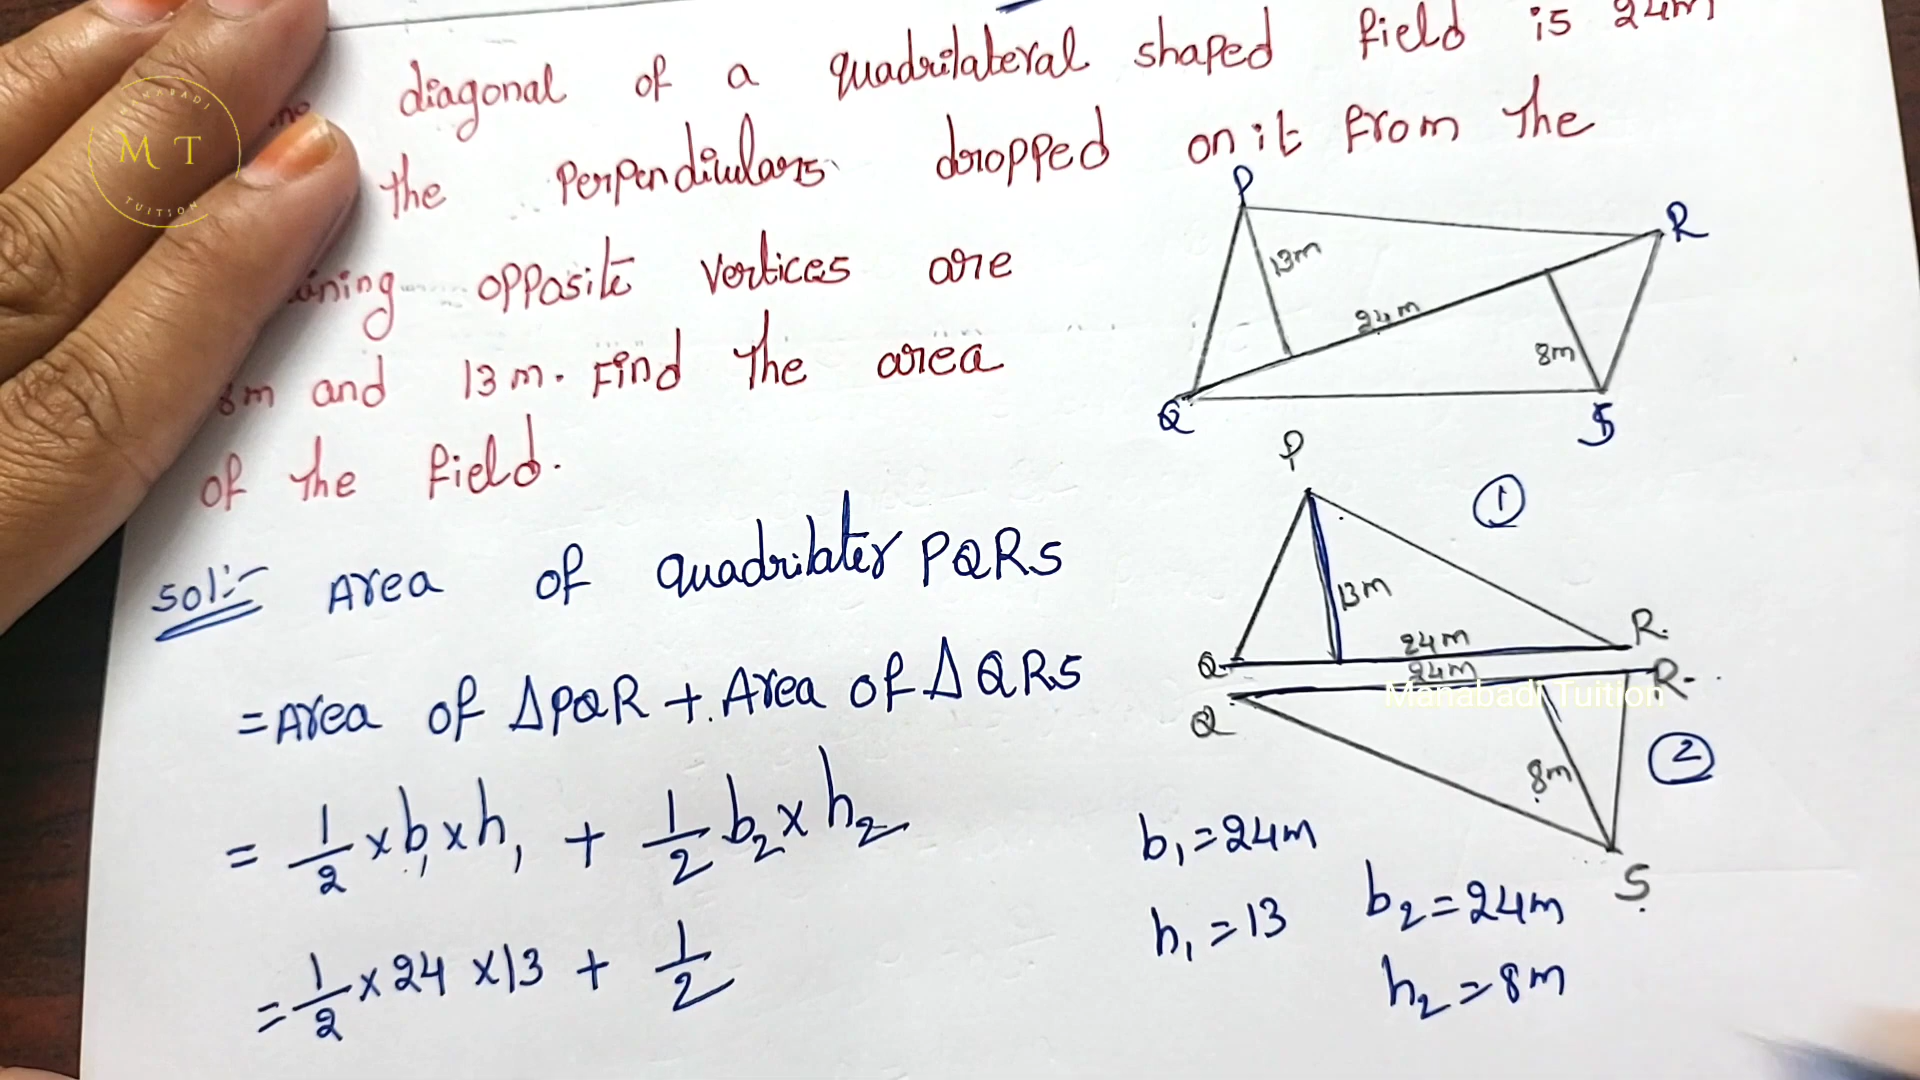 diagonal of a quadrilateral shaped field is 24m
the perpendiculars dropped on it from the
opposite vertices are
8m and 13m. Find the area
of the field.
P
R
13m
24m
8m
Q
S
sol:- Area of quadrilater PQRS
= Area of ΔPQR + Area of ΔQRS
= 1/2 × b₁ × h₁ + 1/2 b₂ × h₂
= 1/2 × 24 × 13 + 1/2
P
1
13m
24m
Q
R.
24m
Q
R.
8m
2
S
b₁ = 24m
h₁ = 13
b₂ = 24m
h₂ = 8m
MANABADI
M T
TUITION
Manabadi Tuition